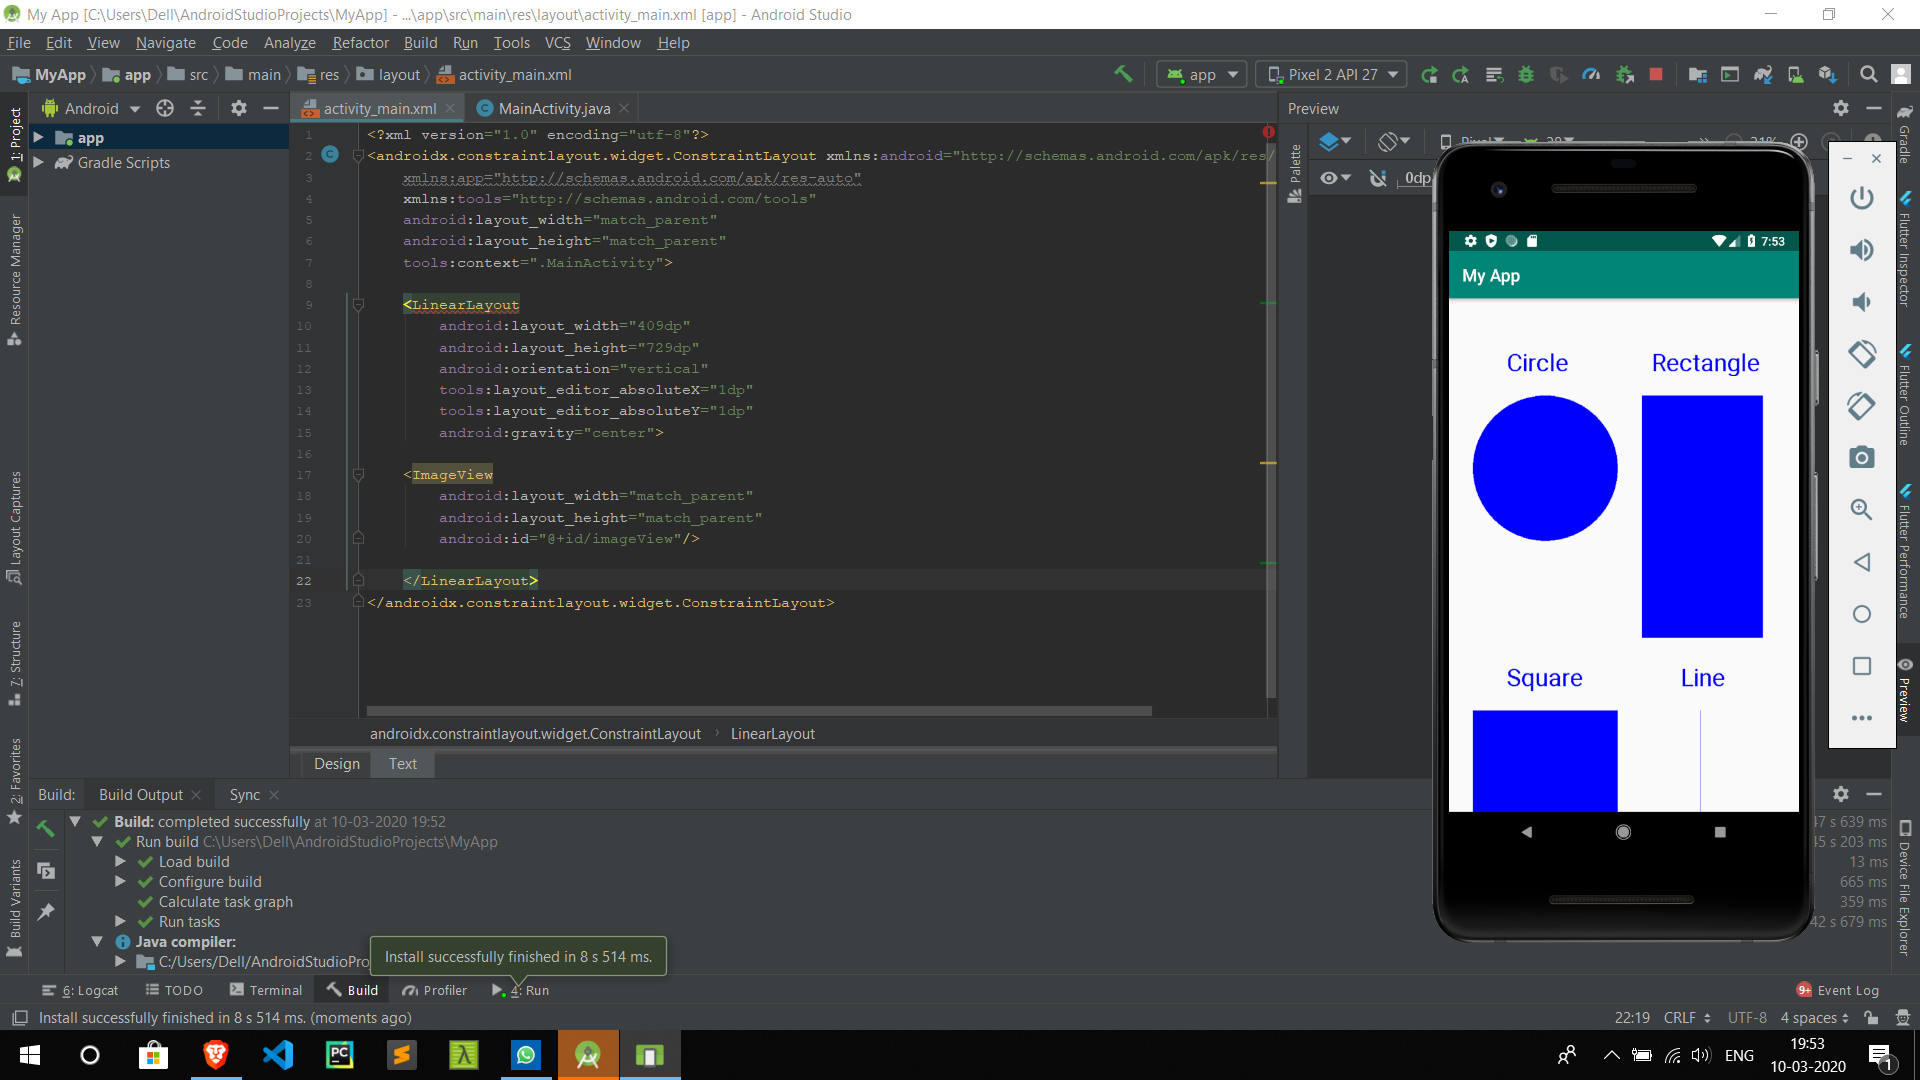 My App [C:\Users\Dell\AndroidStudioProjects\MyApp] - ...\app\src\main\res\layout\activity_main.xml [app] - Android Studio
File Edit View Navigate Code Analyze Refactor Build Run Tools VCS Window Help
MyApp app src main res layout activity_main.xml app Pixel 2 API 27
1: Project
Resource Manager
Layout Captures
7: Structure
2: Favorites
Build Variants
Android
app
Gradle Scripts
activity_main.xml MainActivity.java
1 <?xml version="1.0" encoding="utf-8"?>
2 <androidx.constraintlayout.widget.ConstraintLayout xmlns:android="http://schemas.android.com/apk/res/
3 xmlns:app="http://schemas.android.com/apk/res-auto"
4 xmlns:tools="http://schemas.android.com/tools"
5 android:layout_width="match_parent"
6 android:layout_height="match_parent"
7 tools:context=".MainActivity">
8
9 <LinearLayout
10 android:layout_width="409dp"
11 android:layout_height="729dp"
12 android:orientation="vertical"
13 tools:layout_editor_absoluteX="1dp"
14 tools:layout_editor_absoluteY="1dp"
15 android:gravity="center">
16
17 <ImageView
18 android:layout_width="match_parent"
19 android:layout_height="match_parent"
20 android:id="@+id/imageView"/>
21
22 </LinearLayout>
23 </androidx.constraintlayout.widget.ConstraintLayout>
androidx.constraintlayout.widget.ConstraintLayout › LinearLayout
Design Text
Preview
Palette
0dp
7:53
My App
Circle Rectangle
Square Line
Gradle
Flutter Inspector
Flutter Outline
Flutter Performance
Preview
Device File Explorer
Build: Build Output Sync
Build: completed successfully at 10-03-2020 19:52
Run build C:\Users\Dell\AndroidStudioProjects\MyApp
Load build
Configure build
Calculate task graph
Run tasks
Java compiler:
C:/Users/Dell/AndroidStudioPro
47 s 639 ms
45 s 203 ms
13 ms
665 ms
359 ms
42 s 679 ms
Install successfully finished in 8 s 514 ms.
6: Logcat TODO Terminal Build Profiler 4: Run 9+ Event Log
Install successfully finished in 8 s 514 ms. (moments ago) 22:19 CRLF UTF-8 4 spaces
PC
ENG
19:53
10-03-2020
1